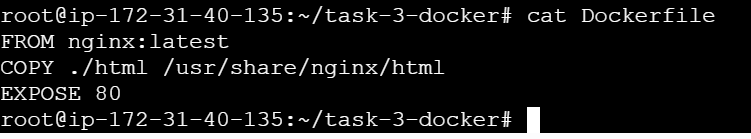 root@ip-172-31-40-135:~/task-3-docker# cat Dockerfile
FROM nginx:latest
COPY ./html /usr/share/nginx/html
EXPOSE 80
root@ip-172-31-40-135:~/task-3-docker#